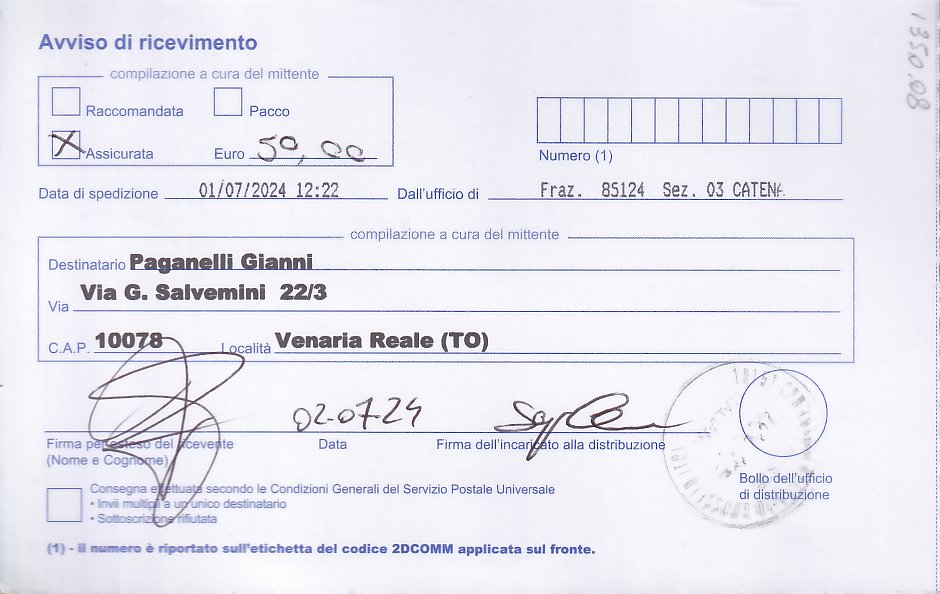 Avviso di ricevimento
compilazione a cura del mittente
Raccomandata Pacco
X Assicurata Euro 50,00
Numero (1)
Data di spedizione 01/07/2024 12:22 Dall'ufficio di Fraz. 85124 Sez. 03 CATENA
compilazione a cura del mittente
Destinatario Paganelli Gianni
Via Via G. Salvemini 22/3
C.A.P. 10078 Località Venaria Reale (TO)
02-07-24
Firma per esteso del ricevente Data Firma dell'incaricato alla distribuzione
(Nome e Cognome)
Bollo dell'ufficio
di distribuzione
Consegna effettuata secondo le Condizioni Generali del Servizio Postale Universale
• Invii multipli a un unico destinatario
• Sottoscrizione rifiutata
(1) - il numero è riportato sull'etichetta del codice 2DCOMM applicata sul fronte.
1350.08